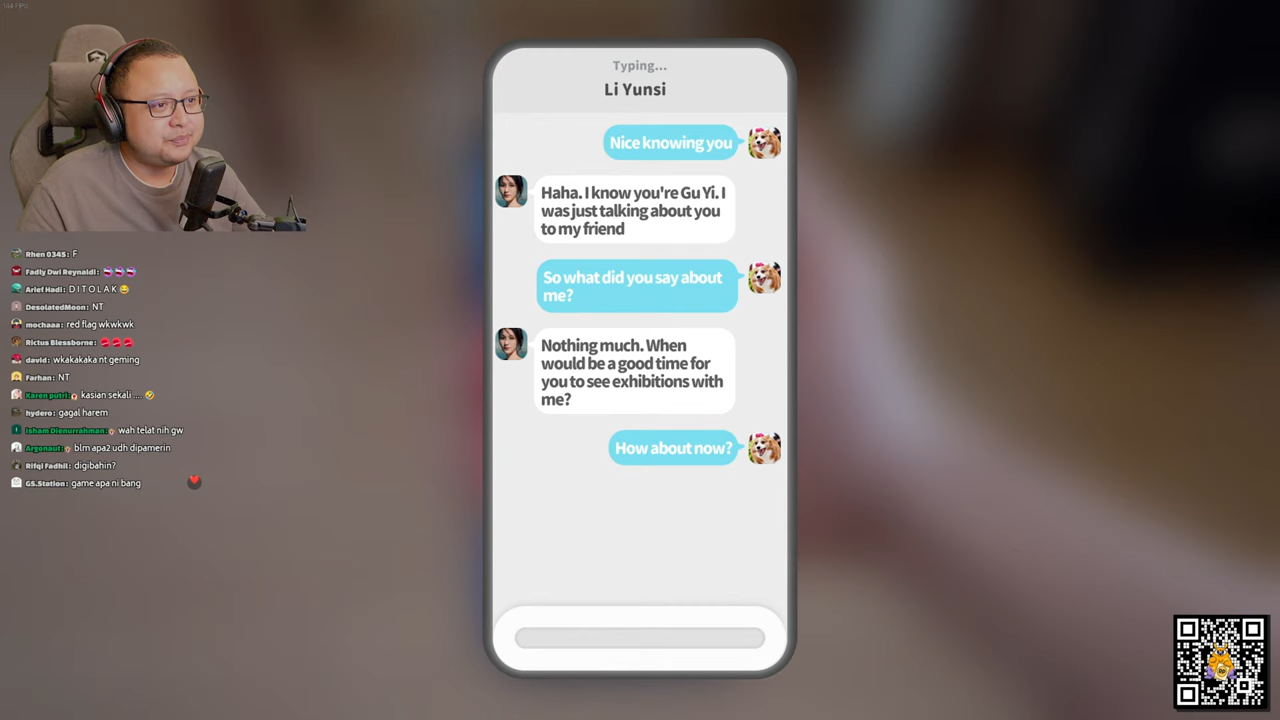 144 FPS
Typing...
Li Yunsi
Nice knowing you
Haha. I know you're Gu Yi. I
was just talking about you
to my friend
So what did you say about
me?
Nothing much. When
would be a good time for
you to see exhibitions with
me?
How about now?
Rhen 0345: F
Fadly Dwi Reynaldi:
Arief Hadi: D I T O L A K
DesolatedMoon: NT
mochaaa: red flag wkwkwk
Rictus Blessborne:
david: wkakakaka nt geming
Farhan: NT
Karen putri: kasian sekali ....
hydero: gagal harem
Isham Dienurrahman: wah telat nih gw
Argonaut: blm apa2 udh dipamerin
Rifqi Fadhil: digibahin?
GS.Station: game apa ni bang